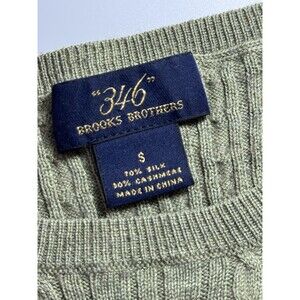 "346"
BROOKS BROTHERS
S
70% SILK
30% CASHMERE
MADE IN CHINA